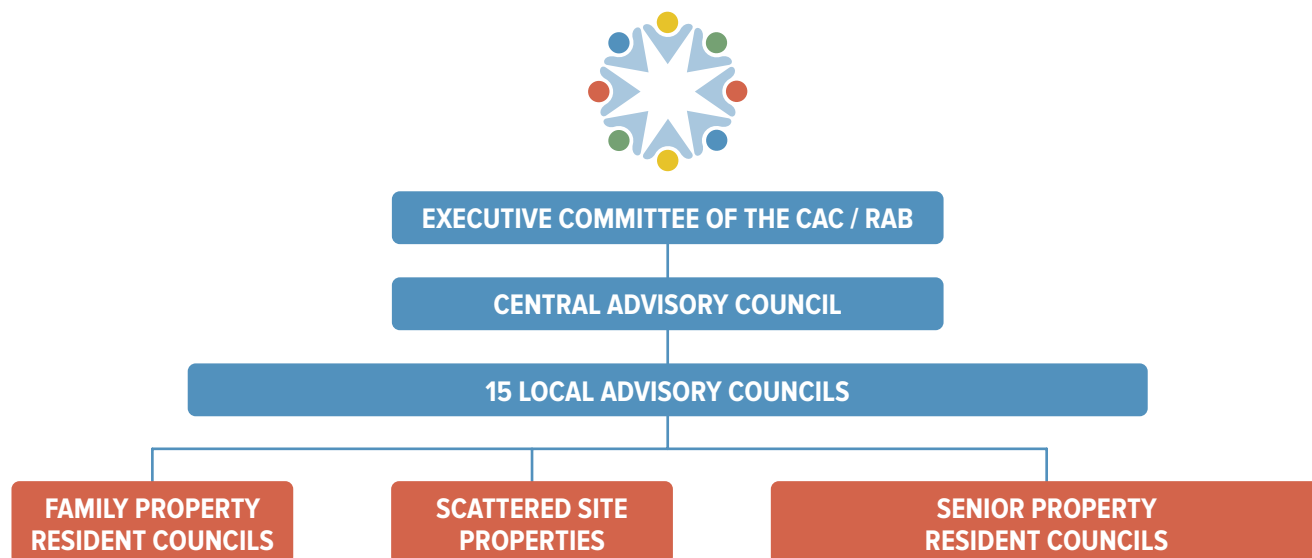 EXECUTIVE COMMITTEE OF THE CAC / RAB
CENTRAL ADVISORY COUNCIL
15 LOCAL ADVISORY COUNCILS
FAMILY PROPERTY
RESIDENT COUNCILS
SCATTERED SITE
PROPERTIES
SENIOR PROPERTY
RESIDENT COUNCILS